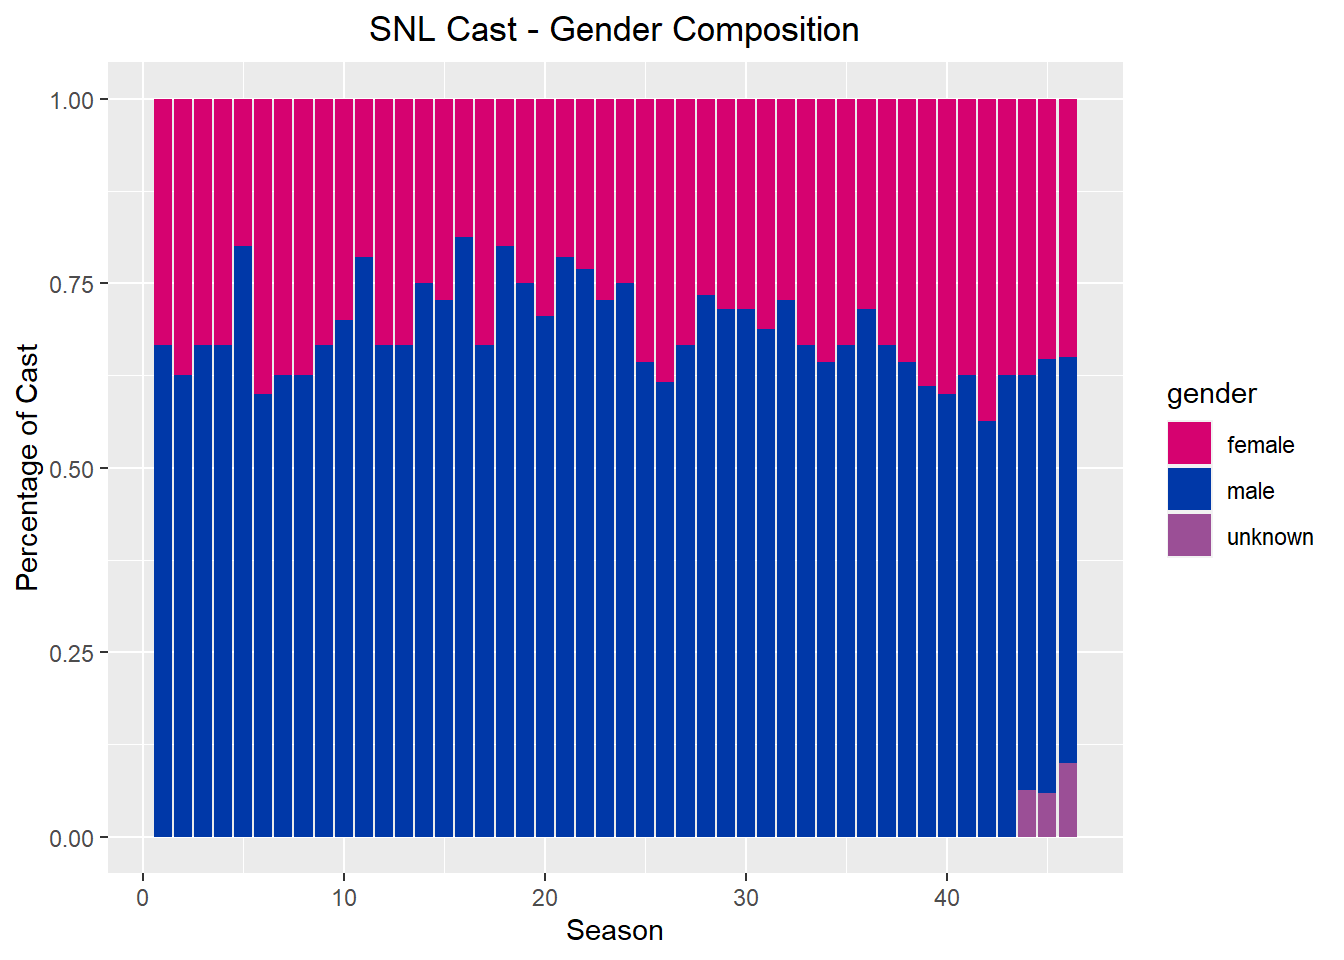 SNL Cast - Gender Composition
Percentage of Cast
1.00
0.75
0.50
0.25
0.00
0 10 20 30 40
Season
gender
female
male
unknown